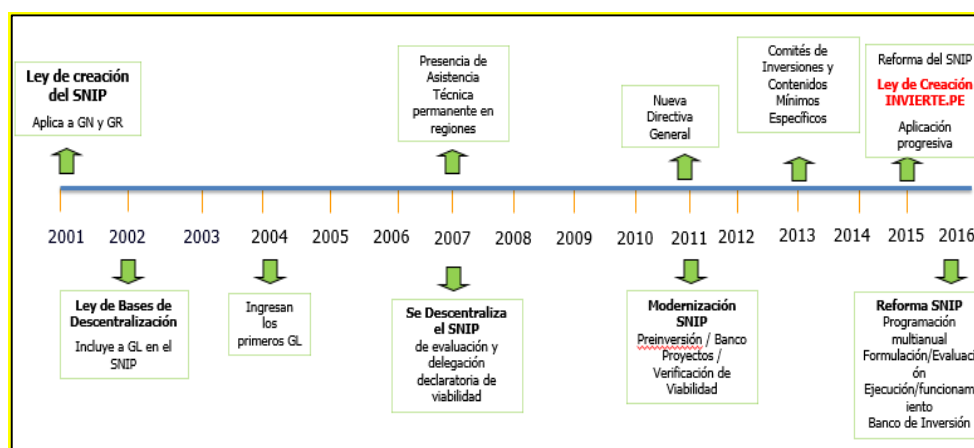 Ley de creación
del SNIP
Aplica a GN y GR
Presencia de
Asistencia
Técnica
permanente en
regiones
Nueva
Directiva
General
Comités de
Inversiones y
Contenidos
Mínimos
Específicos
Reforma del SNIP
Ley de Creación
INVIERTE.PE
Aplicación
progresiva
2001 2002 2003 2004 2005 2006 2007 2008 2009 2010 2011 2012 2013 2014 2015 2016
Ley de Bases de
Descentralización
Incluye a GL en el
SNIP
Ingresan
los
primeros GL
Se Descentraliza
el SNIP
de evaluación y
delegación
declaratoria de
viabilidad
Modernización
SNIP
Preinversión / Banco
Proyectos /
Verificación de
Viabilidad
Reforma SNIP
Programación
multianual
Formulación/Evaluaci
ón
Ejecución/funcionam
iento
Banco de Inversión